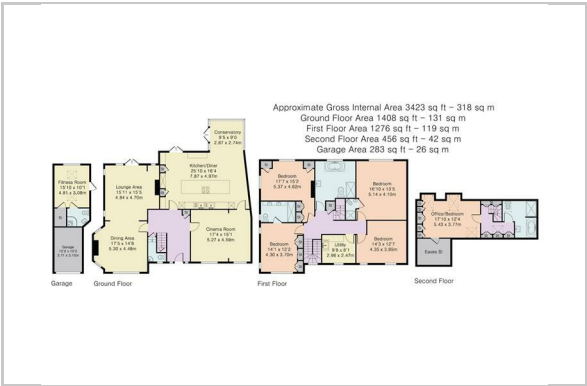 Approximate Gross Internal Area 3423 sq ft - 318 sq m
Ground Floor Area 1408 sq ft - 131 sq m
First Floor Area 1276 sq ft - 119 sq m
Second Floor Area 456 sq ft - 42 sq m
Garage Area 283 sq ft - 26 sq m
Conservatory
9'5 x 9'0
2.87 x 2.74m
Kitchen/Diner
25'10 x 16'4
7.87 x 4.97m
Fitness Room
15'10 x 10'1
4.81 x 3.08m
Lounge Area
15'11 x 15'5
4.84 x 4.70m
Dining Area
17'5 x 14'8
5.30 x 4.48m
Cinema Room
17'4 x 15'1
5.27 x 4.59m
Garage
Garage
Ground Floor
Bedroom
17'7 x 15'2
5.37 x 4.62m
Bedroom
16'10 x 13'5
5.14 x 4.10m
Bedroom
14'1 x 12'2
4.30 x 3.70m
Utility
9'8 x 8'1
2.96 x 2.47m
Bedroom
14'3 x 12'7
4.35 x 3.85m
First Floor
Office/Bedroom
17'10 x 12'4
5.43 x 3.77m
Eaves St
Second Floor